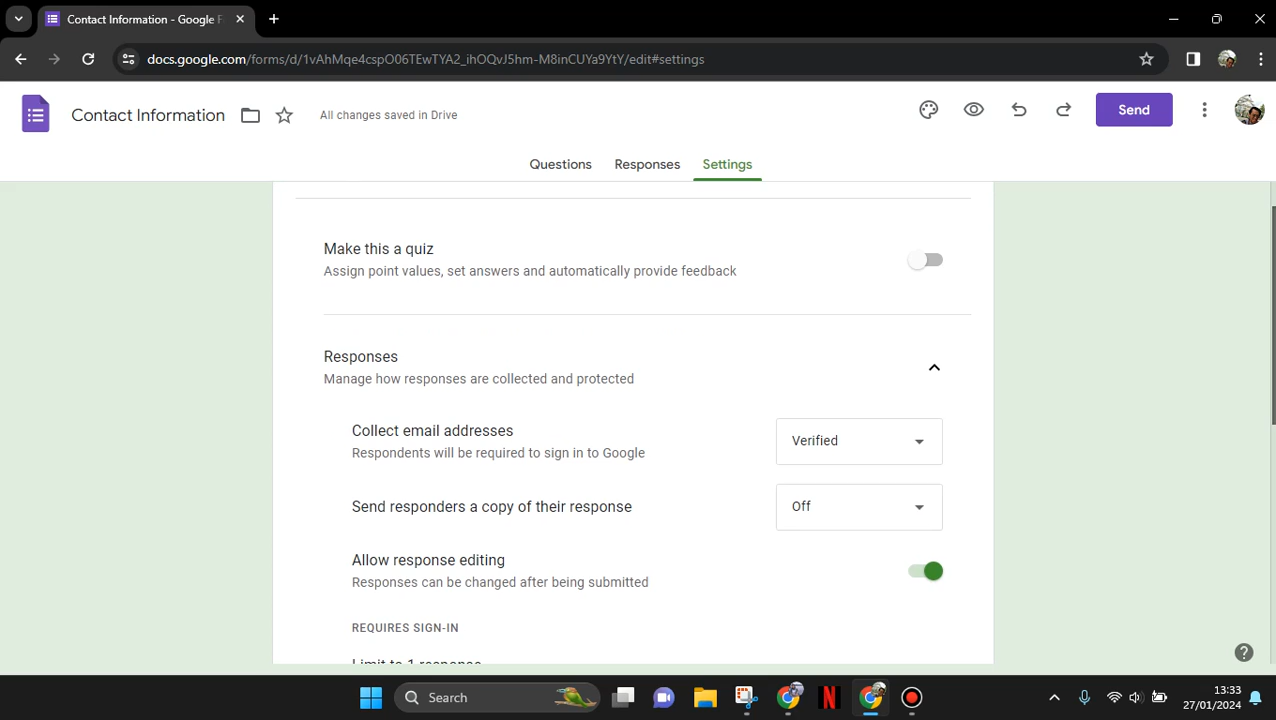 Contact Information - Google F
docs.google.com/forms/d/1vAhMqe4cspO06TEwTYA2_ihOQvJ5hm-M8inCUYa9YtY/edit#settings
Contact Information
All changes saved in Drive
Send
Questions
Responses
Settings
Make this a quiz
Assign point values, set answers and automatically provide feedback
Responses
Manage how responses are collected and protected
Collect email addresses
Respondents will be required to sign in to Google
Verified
Send responders a copy of their response
Off
Allow response editing
Responses can be changed after being submitted
REQUIRES SIGN-IN
Limit to 1 response
Search
13:33
27/01/2024